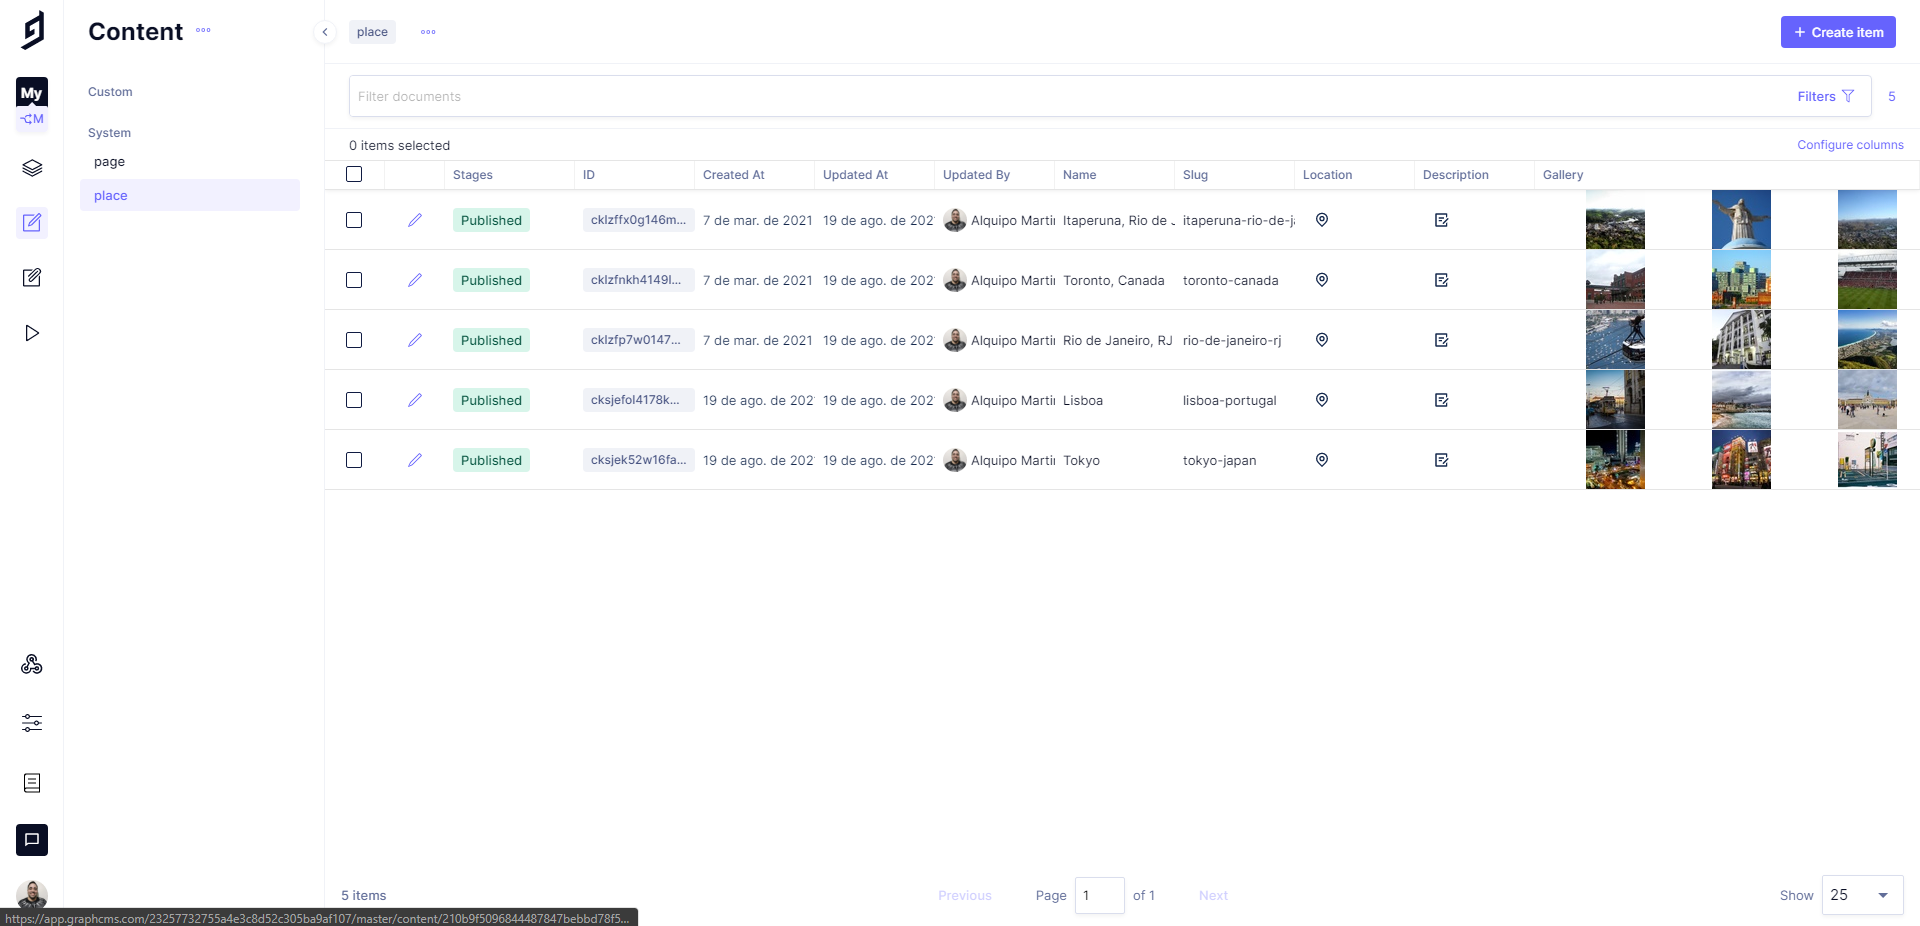 Content
place
+ Create item
My
M
Custom
Filter documents
Filters
5
System
page
place
0 items selected
Configure columns
Stages ID Created At Updated At Updated By Name Slug Location Description Gallery
Published cklzffx0g146m... 7 de mar. de 2021 19 de ago. de 202 Alquipo Martin Itaperuna, Rio de itaperuna-rio-de-ja
Published cklzfnkh4149l... 7 de mar. de 2021 19 de ago. de 202 Alquipo Martin Toronto, Canada toronto-canada
Published cklzfp7w0147... 7 de mar. de 2021 19 de ago. de 202 Alquipo Martin Rio de Janeiro, RJ rio-de-janeiro-rj
Published cksjefol4178k... 19 de ago. de 202 19 de ago. de 202 Alquipo Martin Lisboa lisboa-portugal
Published cksjek52w16fa... 19 de ago. de 202 19 de ago. de 202 Alquipo Martin Tokyo tokyo-japan
5 items
Previous
Page 1 of 1
Next
Show 25
https://app.graphcms.com/23257732755a4e3c8d52c305ba9af107/master/content/210b9f5096844487847bebbd78f5...